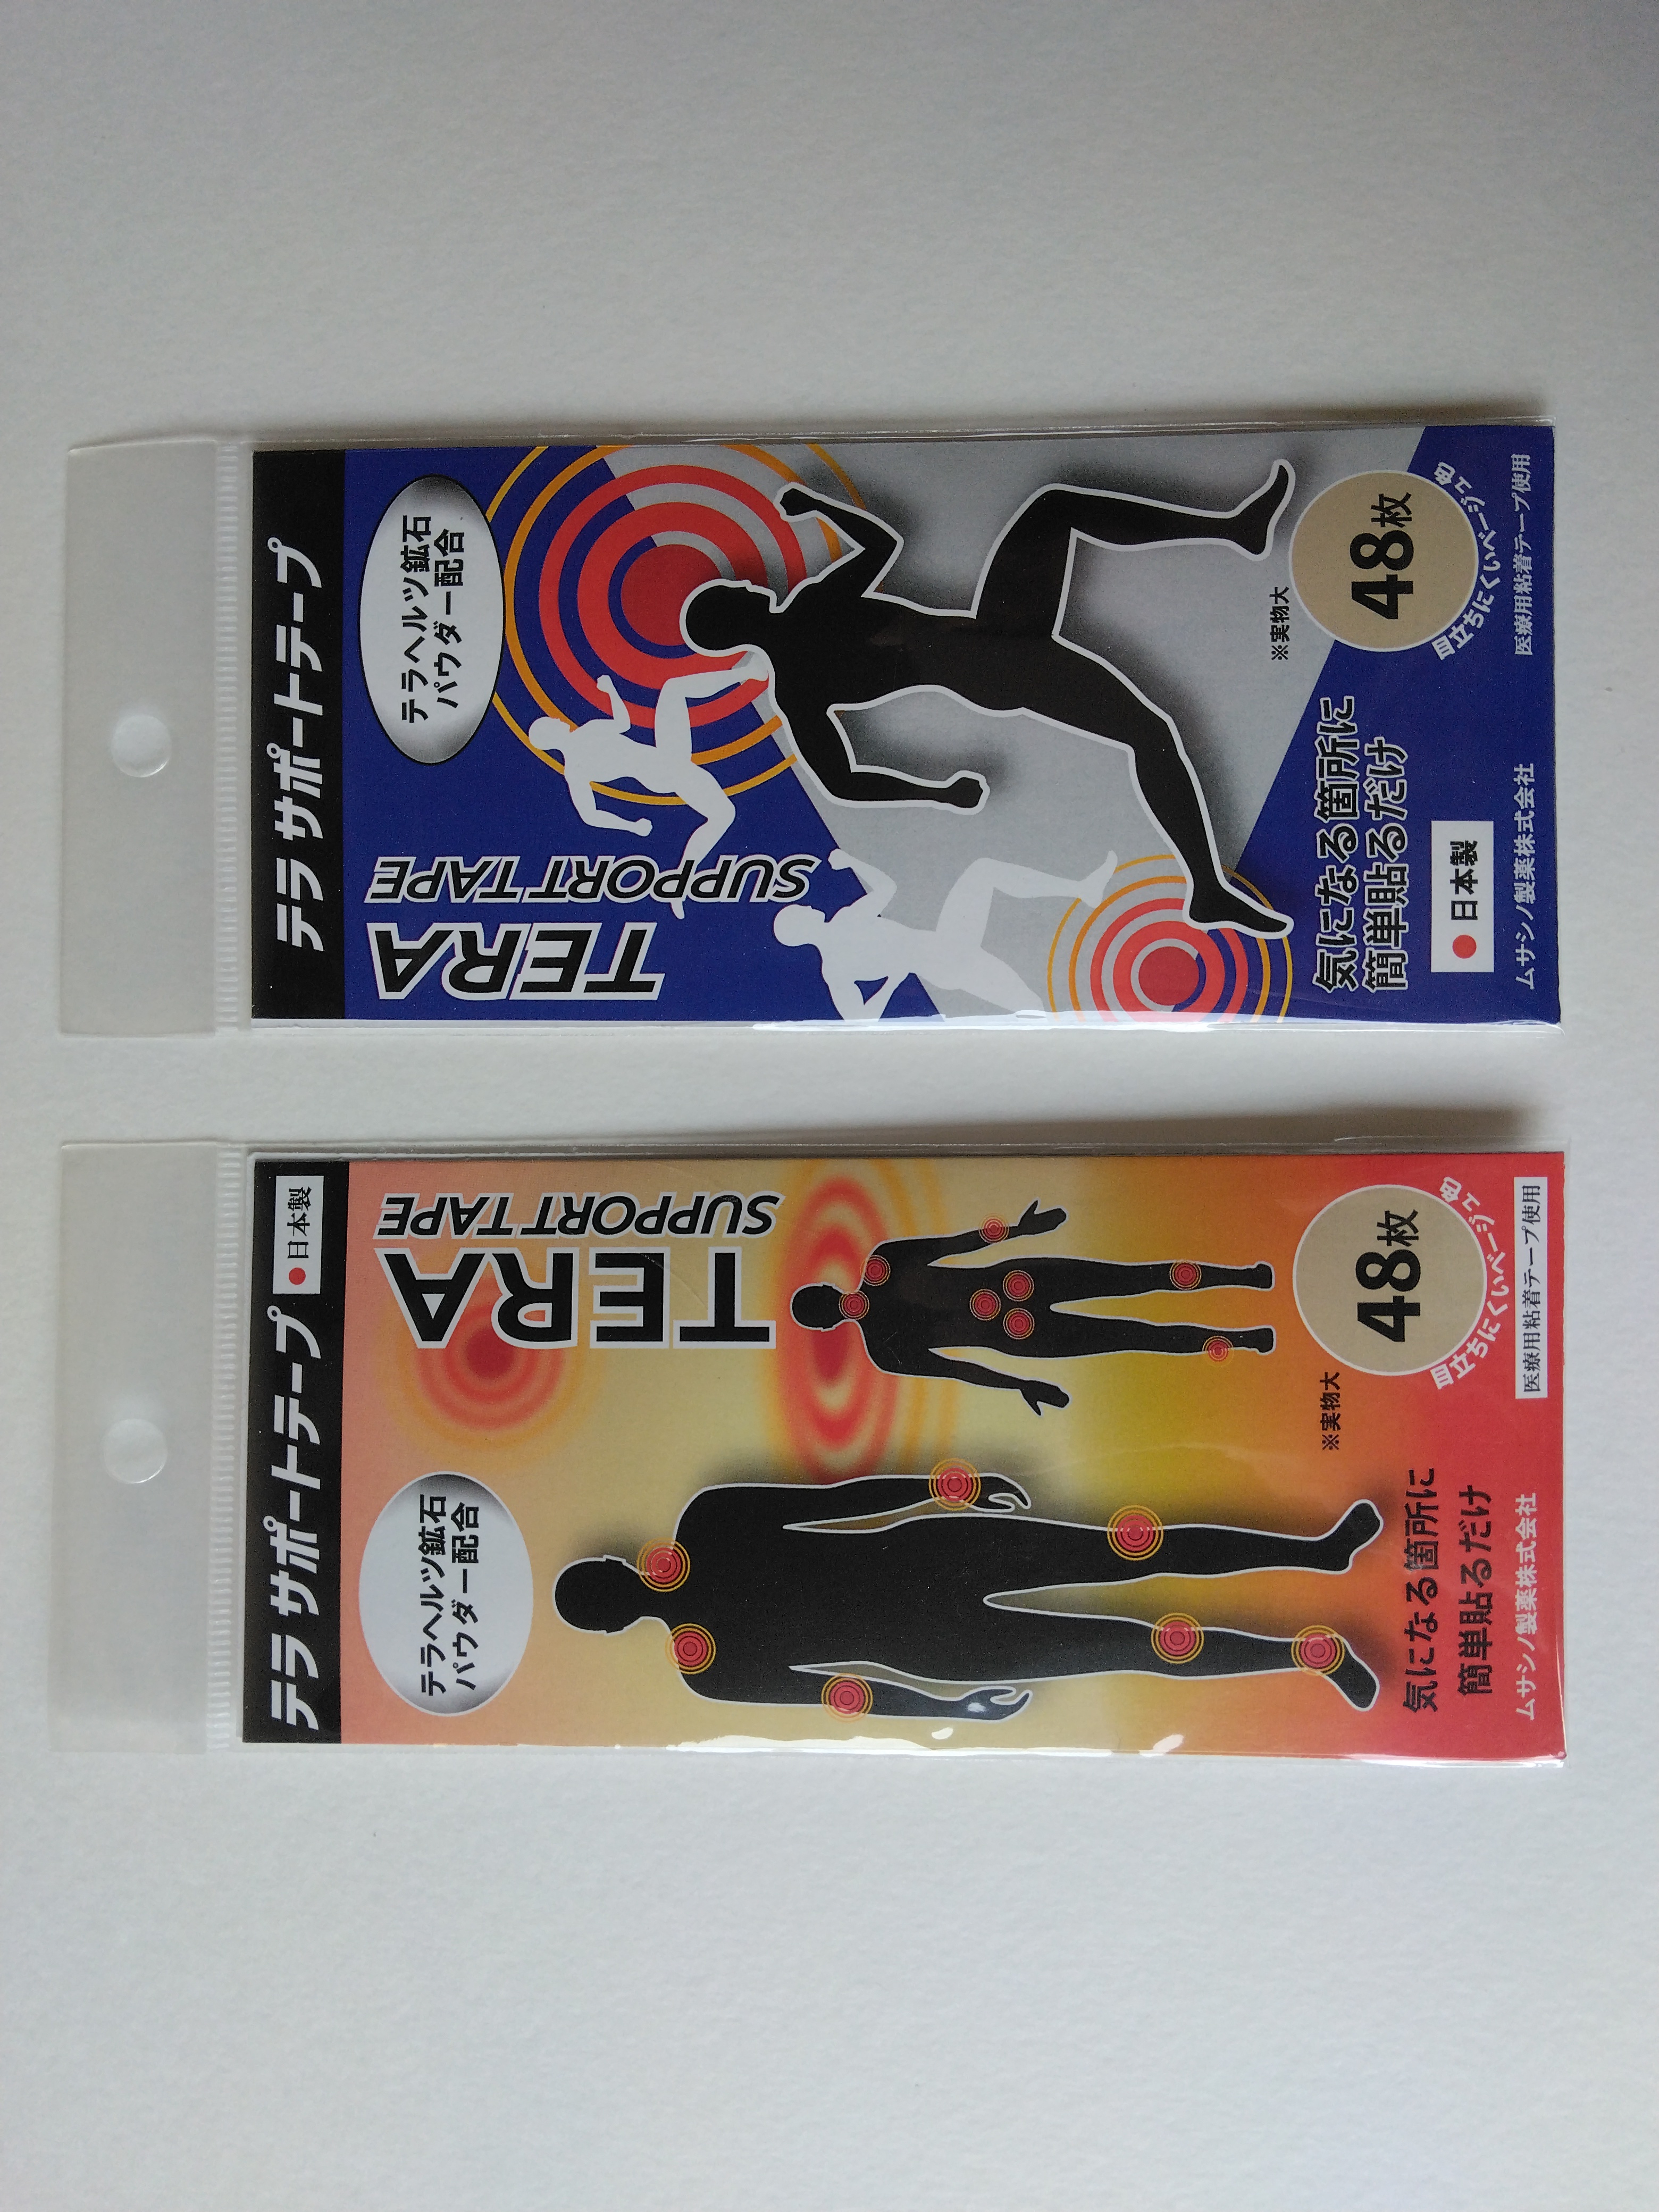 テラ サポートテープ
日本製
テラヘルツ鉱石
パウダー配合
TERA
SUPPORT TAPE
※実物大
48枚
目立ちにくいベージュ色
気になる箇所に
簡単貼るだけ
ムサシノ製薬株式会社
医療用粘着テープ使用
テラ サポートテープ
TERA
SUPPORT TAPE
テラヘルツ鉱石
パウダー配合
※実物大
気になる箇所に
簡単貼るだけ
48枚
目立ちにくいベージュ色
日本製
ムサシノ製薬株式会社
医療用粘着テープ使用